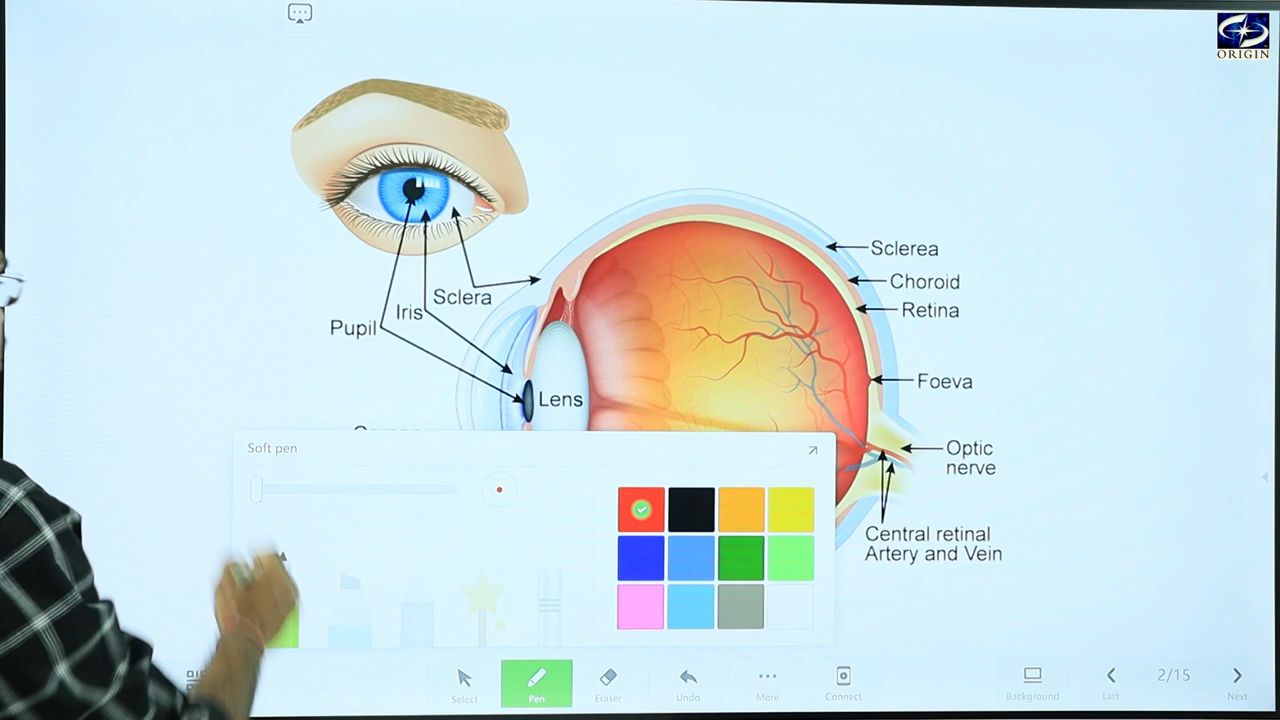 ORIGIN
Sclerea
Choroid
Sclera
Iris
Retina
Pupil
Foeva
Lens
Optic
nerve
Soft pen
Central retinal
Artery and Vein
Select
Pen
Eraser
Undo
More
Connect
Background
Last
2/15
Next